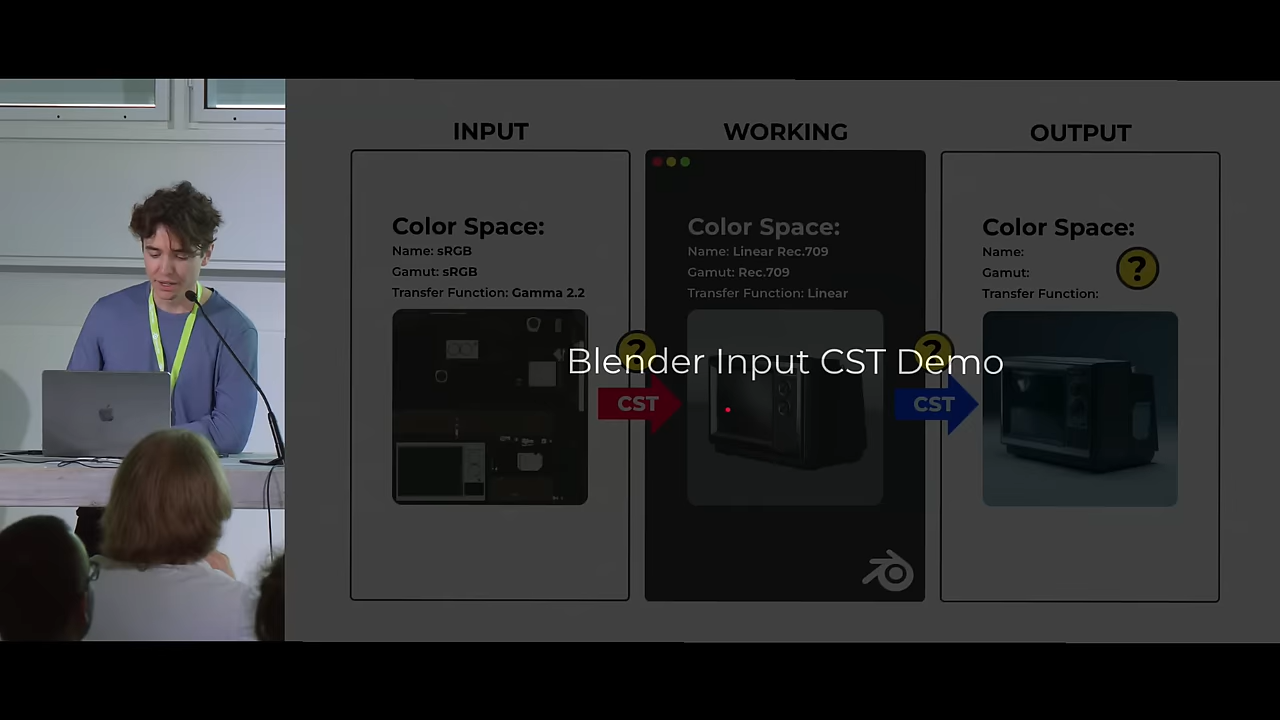 INPUT
Color Space:
Name: sRGB
Gamut: sRGB
Transfer Function: Gamma 2.2
CST
?
WORKING
Color Space:
Name: Linear Rec.709
Gamut: Rec.709
Transfer Function: Linear
CST
?
OUTPUT
Color Space:
Name:
Gamut:
Transfer Function:
?
Blender Input CST Demo